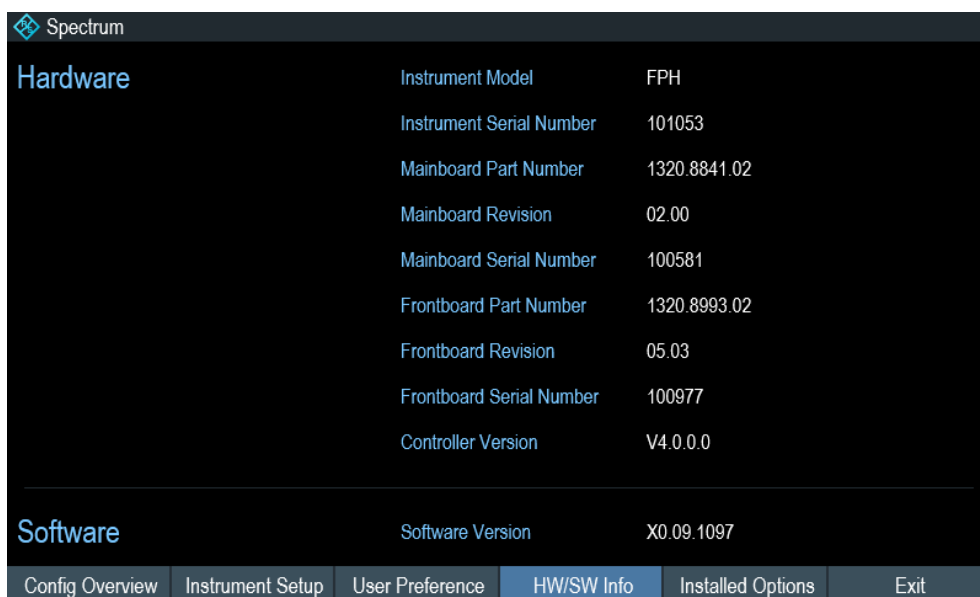 Spectrum
Hardware Instrument Model FPH
Instrument Serial Number 101053
Mainboard Part Number 1320.8841.02
Mainboard Revision 02.00
Mainboard Serial Number 100581
Frontboard Part Number 1320.8993.02
Frontboard Revision 05.03
Frontboard Serial Number 100977
Controller Version V4.0.0.0
Software Software Version X0.09.1097
Config Overview Instrument Setup User Preference HW/SW Info Installed Options Exit